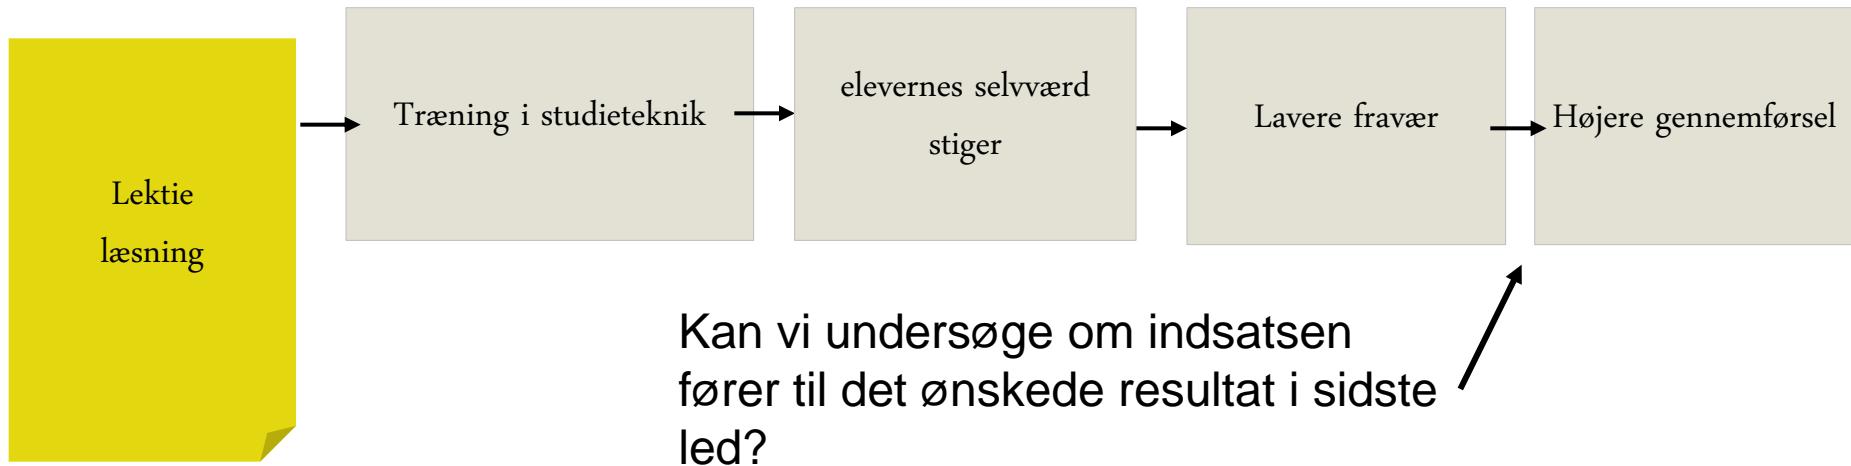 Lektie
læsning
Træning i studieteknik
elevernes selvværd
stiger
Lavere fravær
Højere gennemførsel
Kan vi undersøge om indsatsen
fører til det ønskede resultat i sidste
led?